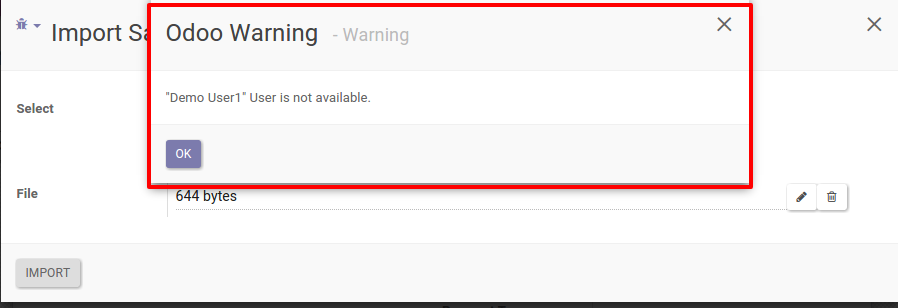 Import Sa
Odoo Warning - Warning
Select
"Demo User1" User is not available.
OK
File
644 bytes
IMPORT